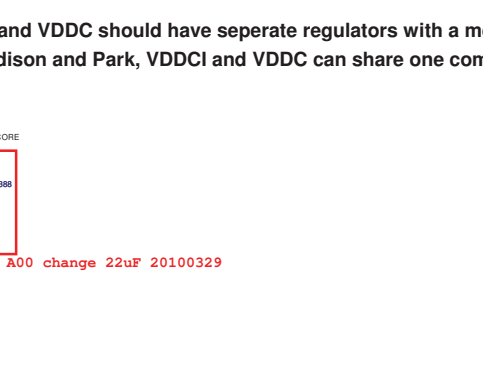 and VDDC should have seperate regulators with a
dison and Park, VDDCI and VDDC can share one
CORE
388
A00 change 22uF 20100329